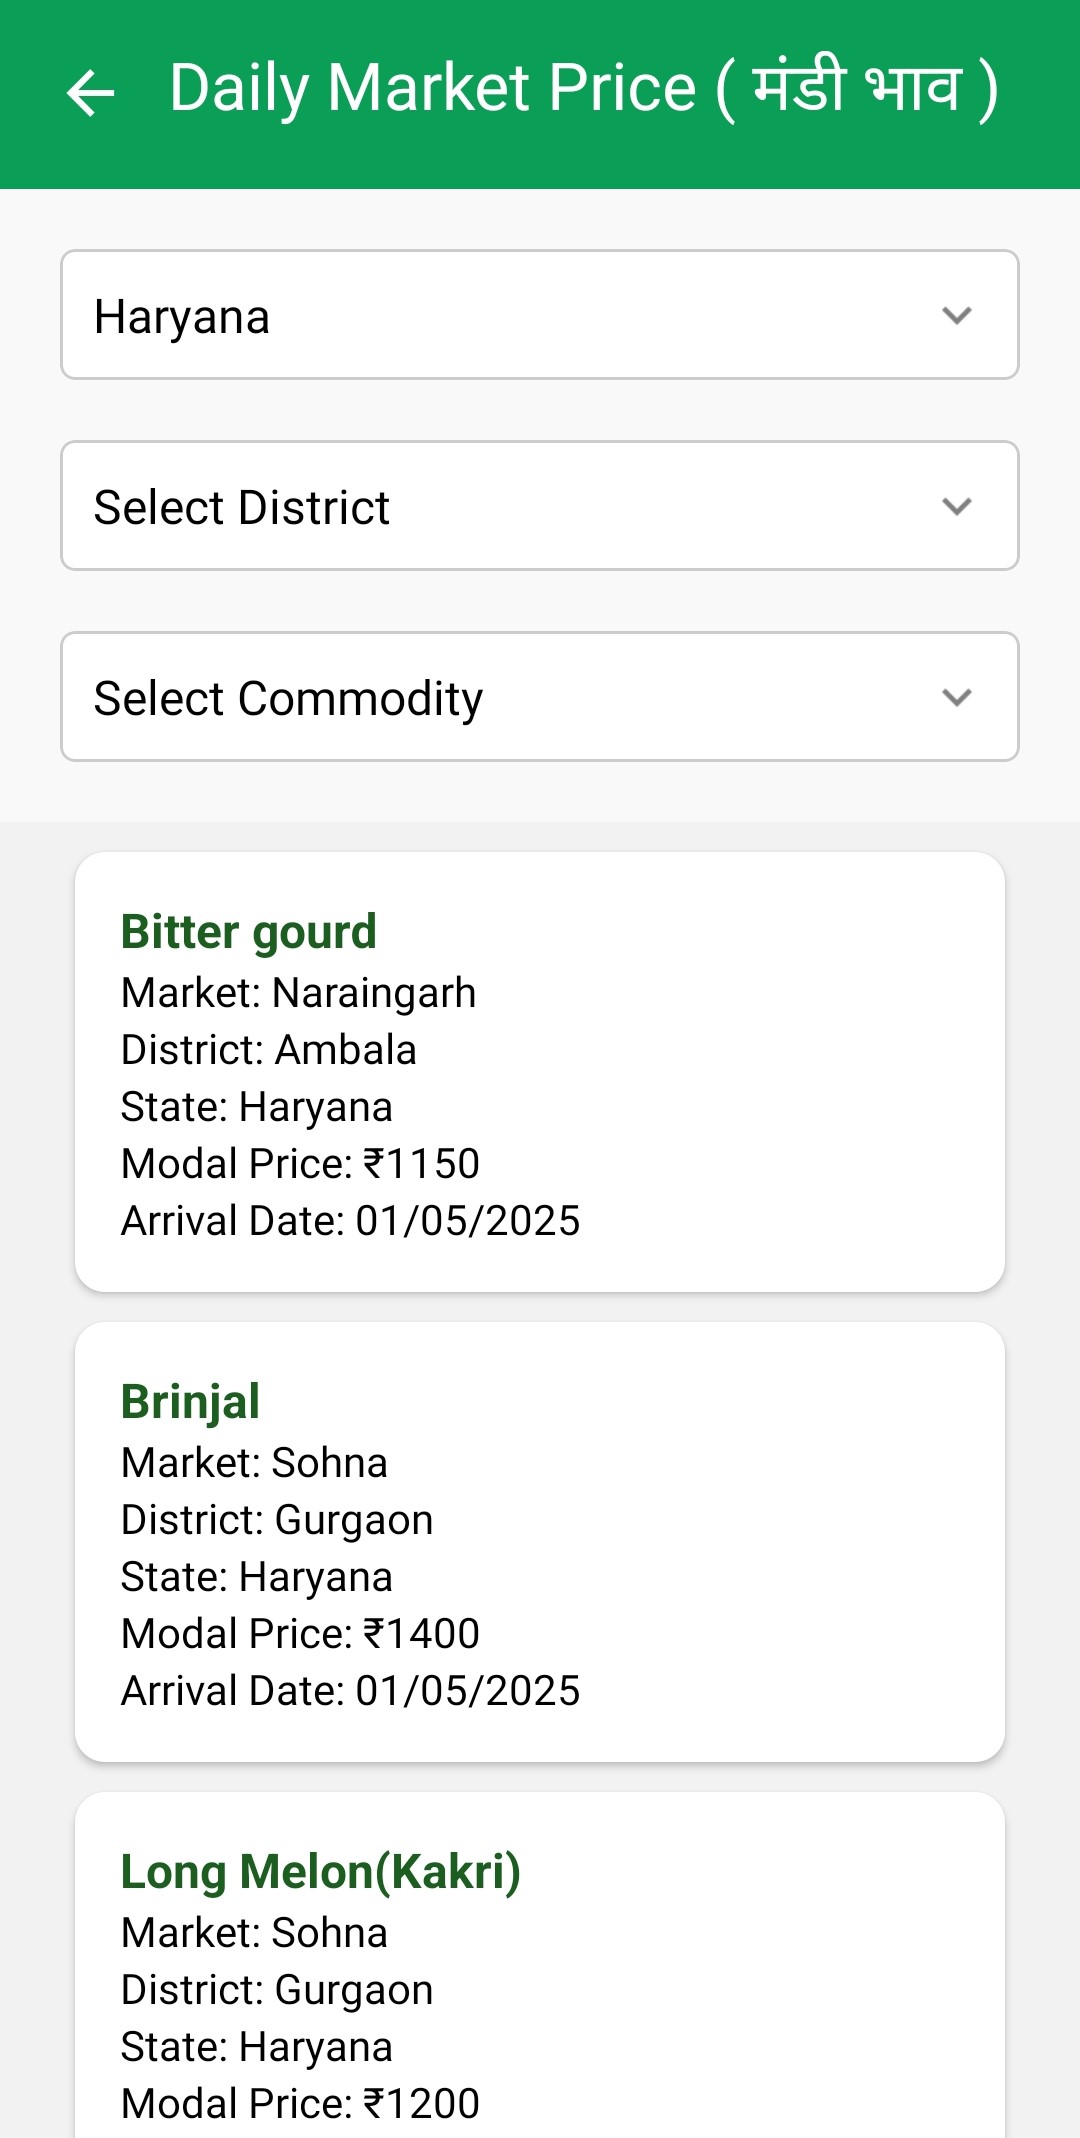 Daily Market Price ( मंडी भाव )
Haryana
Select District
Select Commodity
Bitter gourd
Market: Naraingarh
District: Ambala
State: Haryana
Modal Price: ₹1150
Arrival Date: 01/05/2025
Brinjal
Market: Sohna
District: Gurgaon
State: Haryana
Modal Price: ₹1400
Arrival Date: 01/05/2025
Long Melon(Kakri)
Market: Sohna
District: Gurgaon
State: Haryana
Modal Price: ₹1200